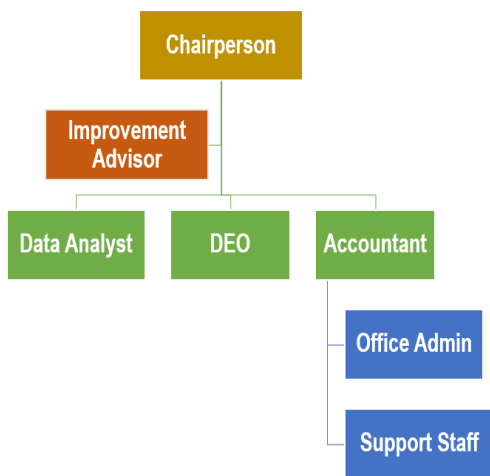 Chairperson
Improvement
Advisor
Data Analyst
DEO
Accountant
Office Admin
Support Staff